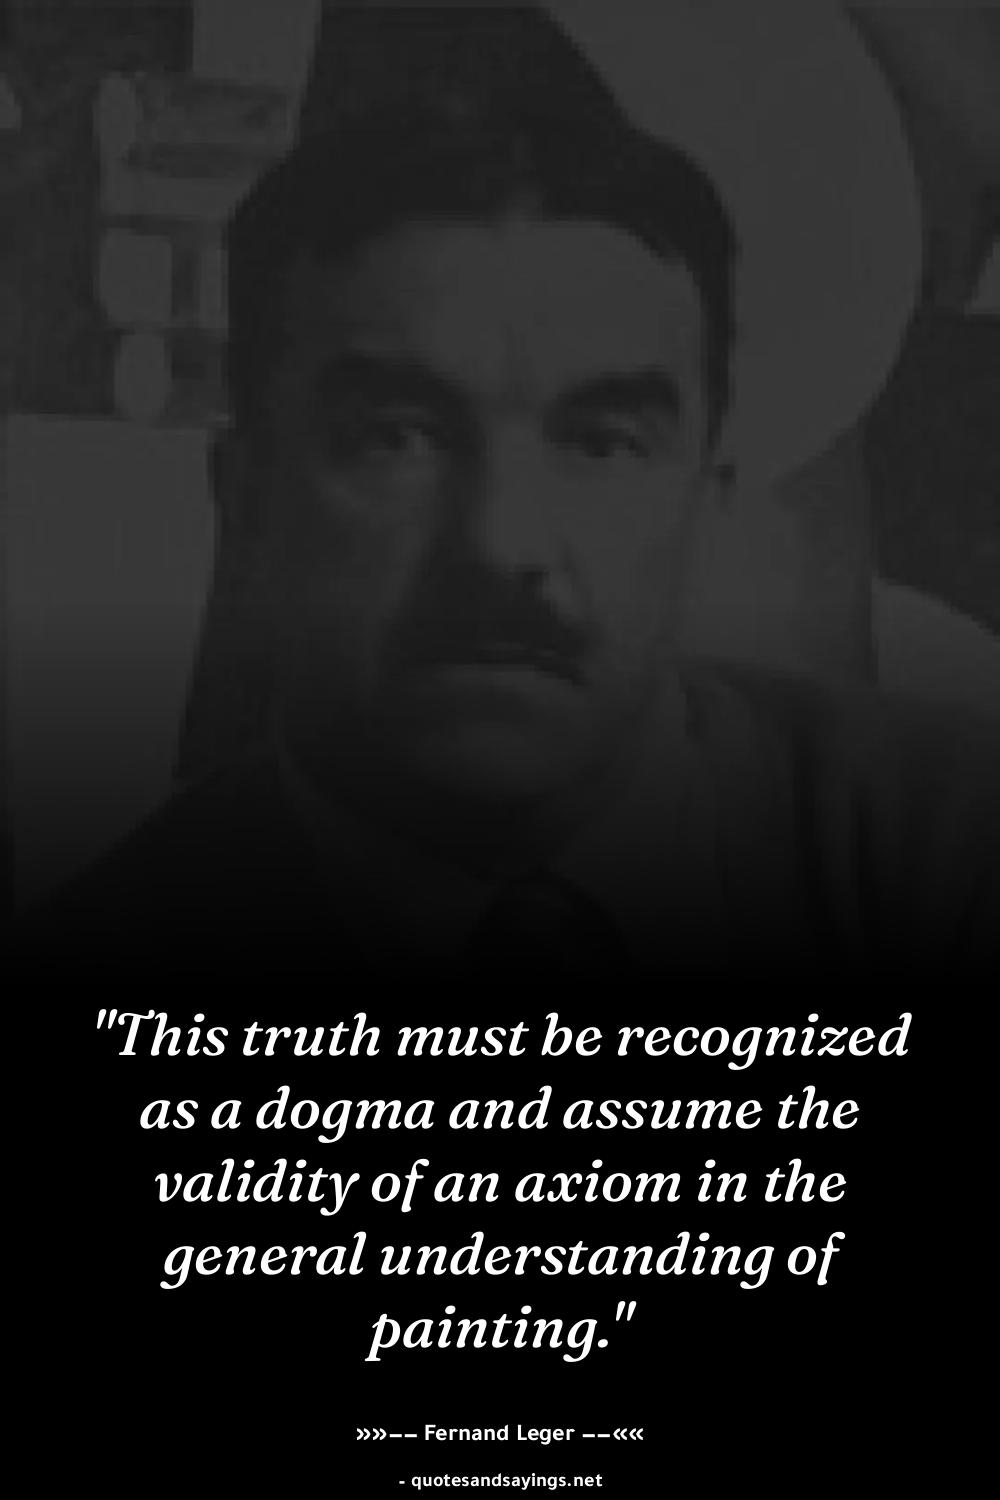 "This truth must be recognized
as a dogma and assume the
validity of an axiom in the
general understanding of
painting."
»»-- Fernand Leger --««
- quotesandsayings.net